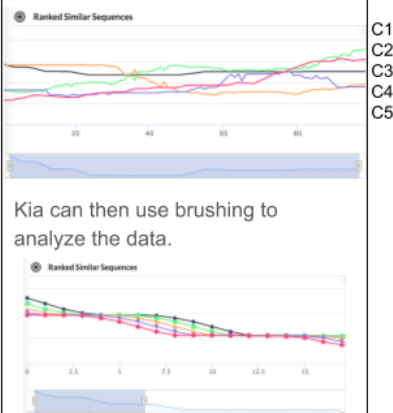 Ranked Similar Sequences
C1
C2
C3
C4
C5
20 40 60 80
Kia can then use brushing to
analyze the data.
Ranked Similar Sequences
0 2.5 5 7.5 10 12.5 15